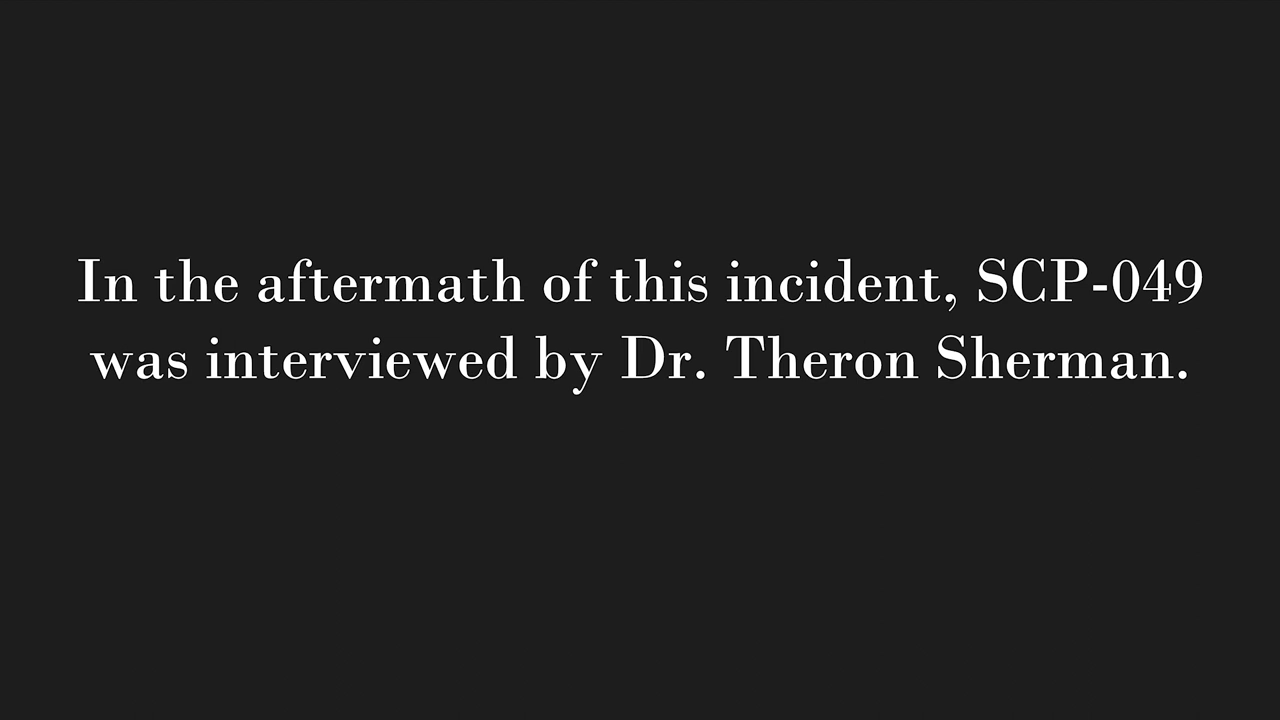 In the aftermath of this incident, SCP-049
was interviewed by Dr. Theron Sherman.